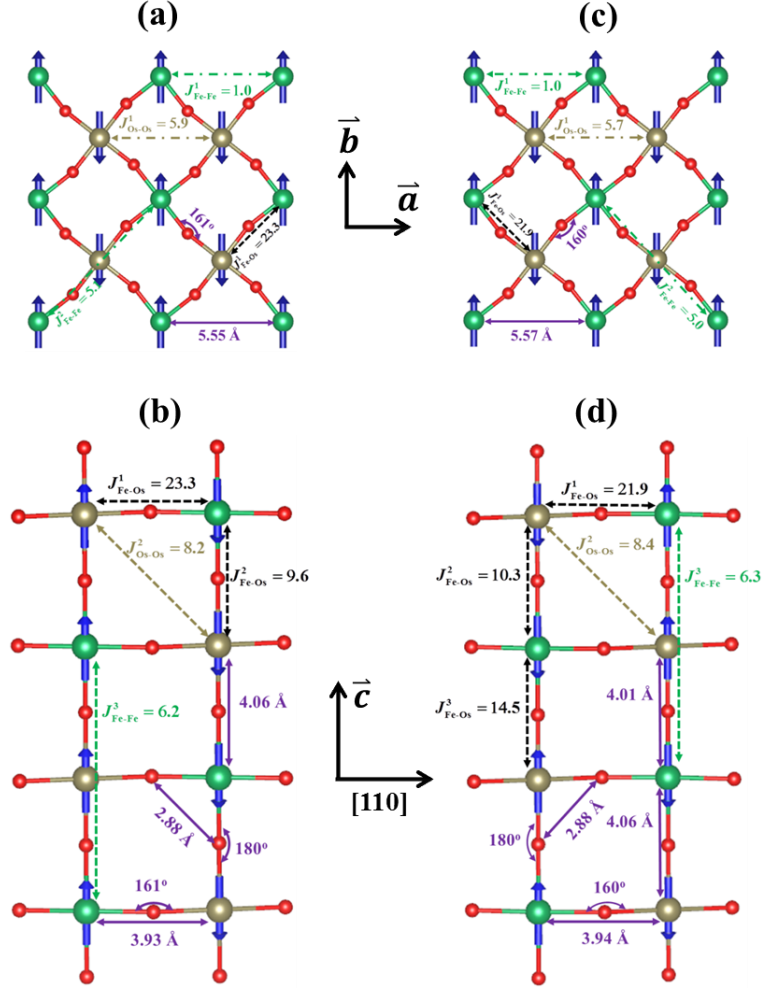 (a)
J¹Fe-Fe = 1.0
J¹Os-Os = 5.9
161°
J¹Fe-Os = 23.3
J²Fe-Fe
5.55 Å
b
a
(c)
J¹Fe-Fe = 1.0
J¹Os-Os = 5.7
J¹Fe-Os = 21.9
160°
J²Fe-Fe = 5.0
5.57 Å
(b)
J¹Fe-Os = 23.3
J²Os-Os = 8.2
J²Fe-Os = 9.6
4.06 Å
J³Fe-Fe = 6.2
2.88 Å
180°
161°
3.93 Å
c
[110]
(d)
J¹Fe-Os = 21.9
J²Os-Os = 8.4
J²Fe-Os = 10.3
J³Fe-Fe = 6.3
4.01 Å
J³Fe-Os = 14.5
2.88 Å
4.06 Å
180°
160°
3.94 Å